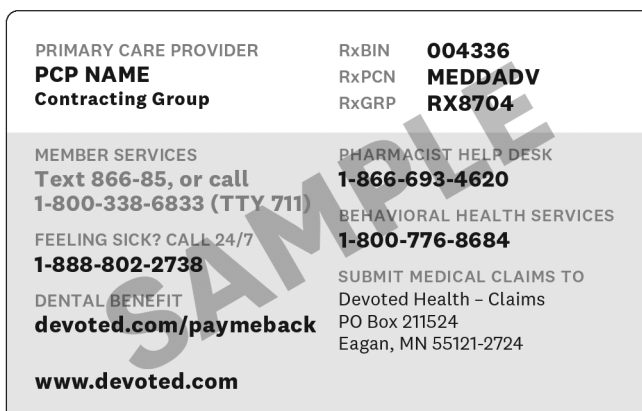 PRIMARY CARE PROVIDER
PCP NAME
Contracting Group
RxBIN 004336
RxPCN MEDDADV
RxGRP RX8704
MEMBER SERVICES
Text 866-85, or call
1-800-338-6833 (TTY 711)
FEELING SICK? CALL 24/7
1-888-802-2738
DENTAL BENEFIT
devoted.com/paymeback
www.devoted.com
PHARMACIST HELP DESK
1-866-693-4620
BEHAVIORAL HEALTH SERVICES
1-800-776-8684
SUBMIT MEDICAL CLAIMS TO
Devoted Health – Claims
PO Box 211524
Eagan, MN 55121-2724
SAMPLE